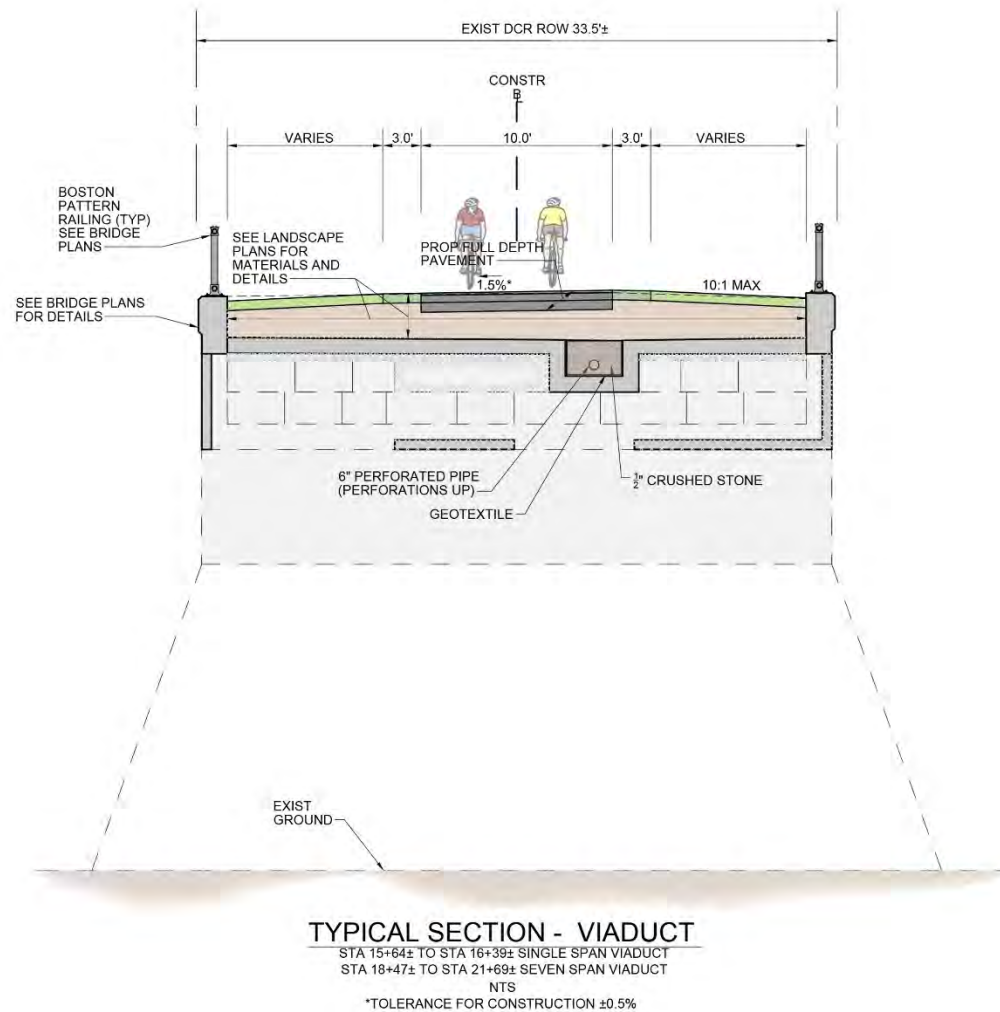 EXIST DCR ROW 33.5'±
CONSTR
B
VARIES
3.0'
10.0'
3.0'
VARIES
BOSTON
PATTERN
RAILING (TYP)
SEE BRIDGE
PLANS
SEE LANDSCAPE
PLANS FOR
MATERIALS AND
DETAILS
PROP FULL DEPTH
PAVEMENT
1.5%*
10:1 MAX
SEE BRIDGE PLANS
FOR DETAILS
6" PERFORATED PIPE
(PERFORATIONS UP)
GEOTEXTILE
1/2" CRUSHED STONE
EXIST
GROUND
TYPICAL SECTION - VIADUCT
STA 15+64± TO STA 16+39± SINGLE SPAN VIADUCT
STA 18+47± TO STA 21+69± SEVEN SPAN VIADUCT
NTS
*TOLERANCE FOR CONSTRUCTION ±0.5%